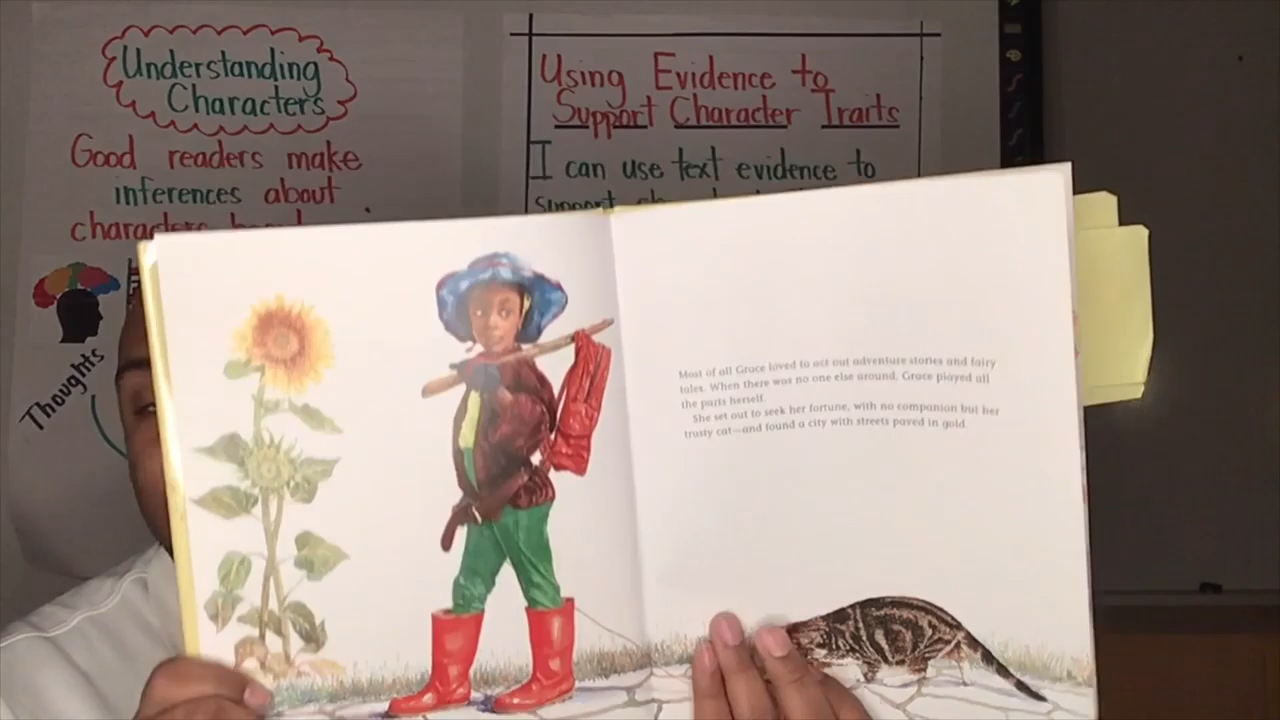 Understanding
Characters
Good readers make
inferences about
Thoughts
Using Evidence to
Support Character Traits
I can use text evidence to
Most of all Grace loved to act out adventure stories and fairy
tales. When there was no one else around, Grace played all
the parts herself.
She set out to seek her fortune, with no companion but her
trusty cat—and found a city with streets paved in gold.